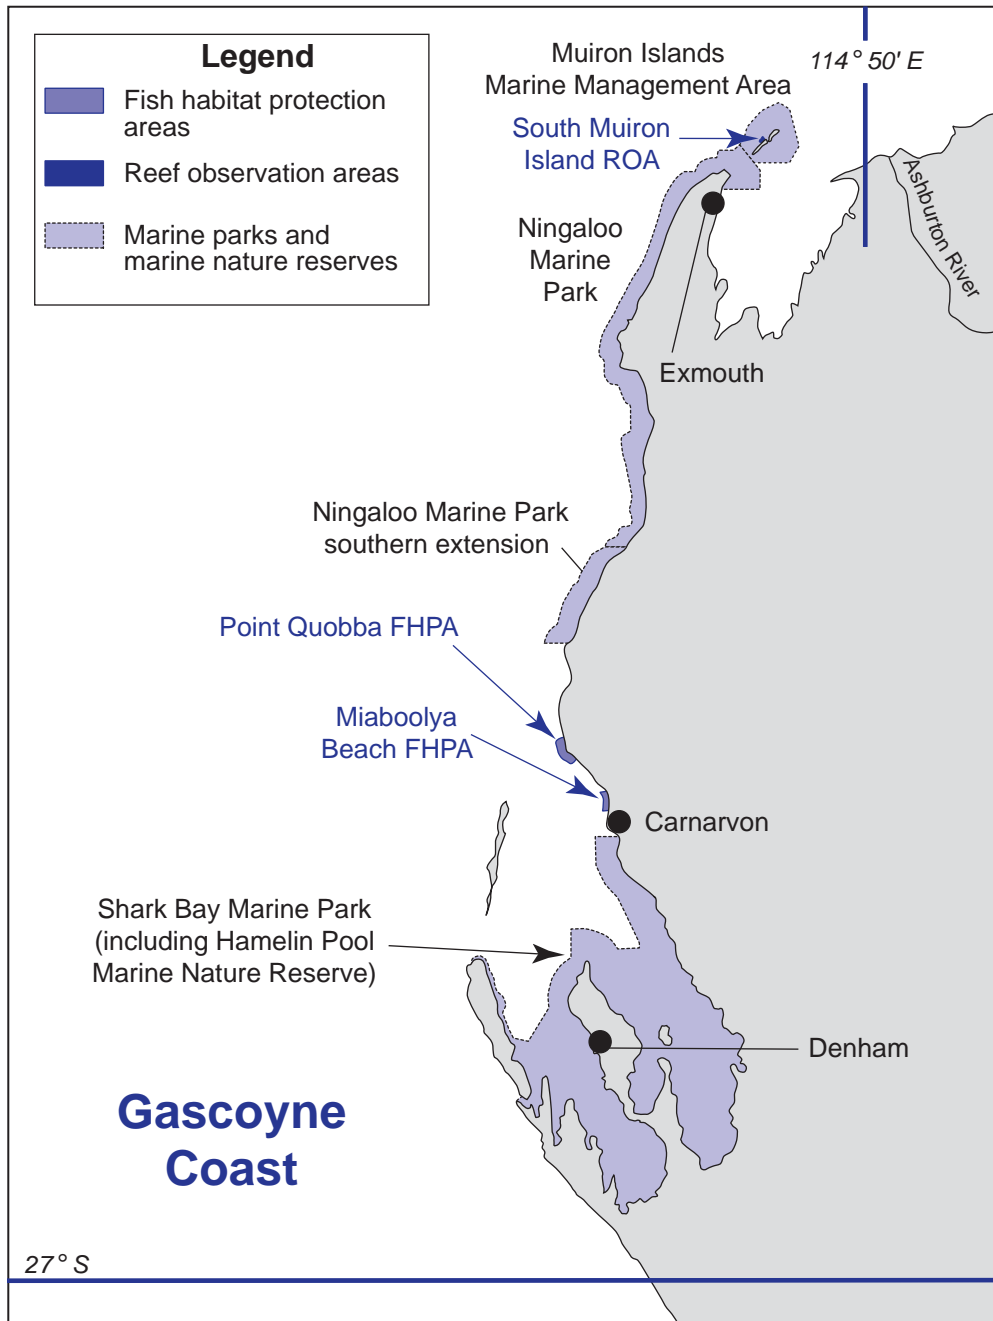 Legend
Fish habitat protection
areas
Reef observation areas
Marine parks and
marine nature reserves
Muiron Islands
Marine Management Area
114° 50' E
South Muiron
Island ROA
Ashburton River
Ningaloo
Marine
Park
Exmouth
Ningaloo Marine Park
southern extension
Point Quobba FHPA
Miaboolya
Beach FHPA
Carnarvon
Shark Bay Marine Park
(including Hamelin Pool
Marine Nature Reserve)
Denham
Gascoyne
Coast
27° S